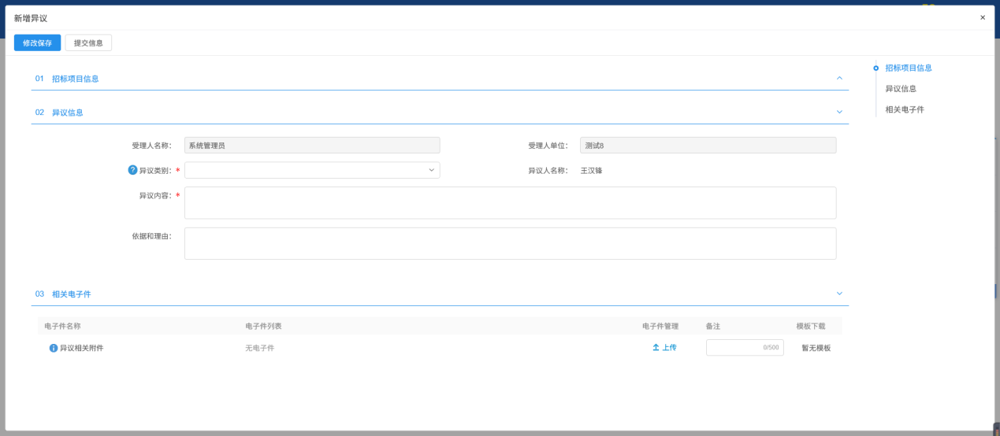 新增异议
×
修改保存 提交信息
01 招标项目信息
招标项目信息
异议信息
相关电子件
02 异议信息
受理人名称: 系统管理员 受理人单位: 测试8
? 异议类别: * 异议人名称: 王汉锋
异议内容: *
依据和理由:
03 相关电子件
电子件名称 电子件列表 电子件管理 备注 模板下载
异议相关附件 无电子件 上传 0/500 暂无模板